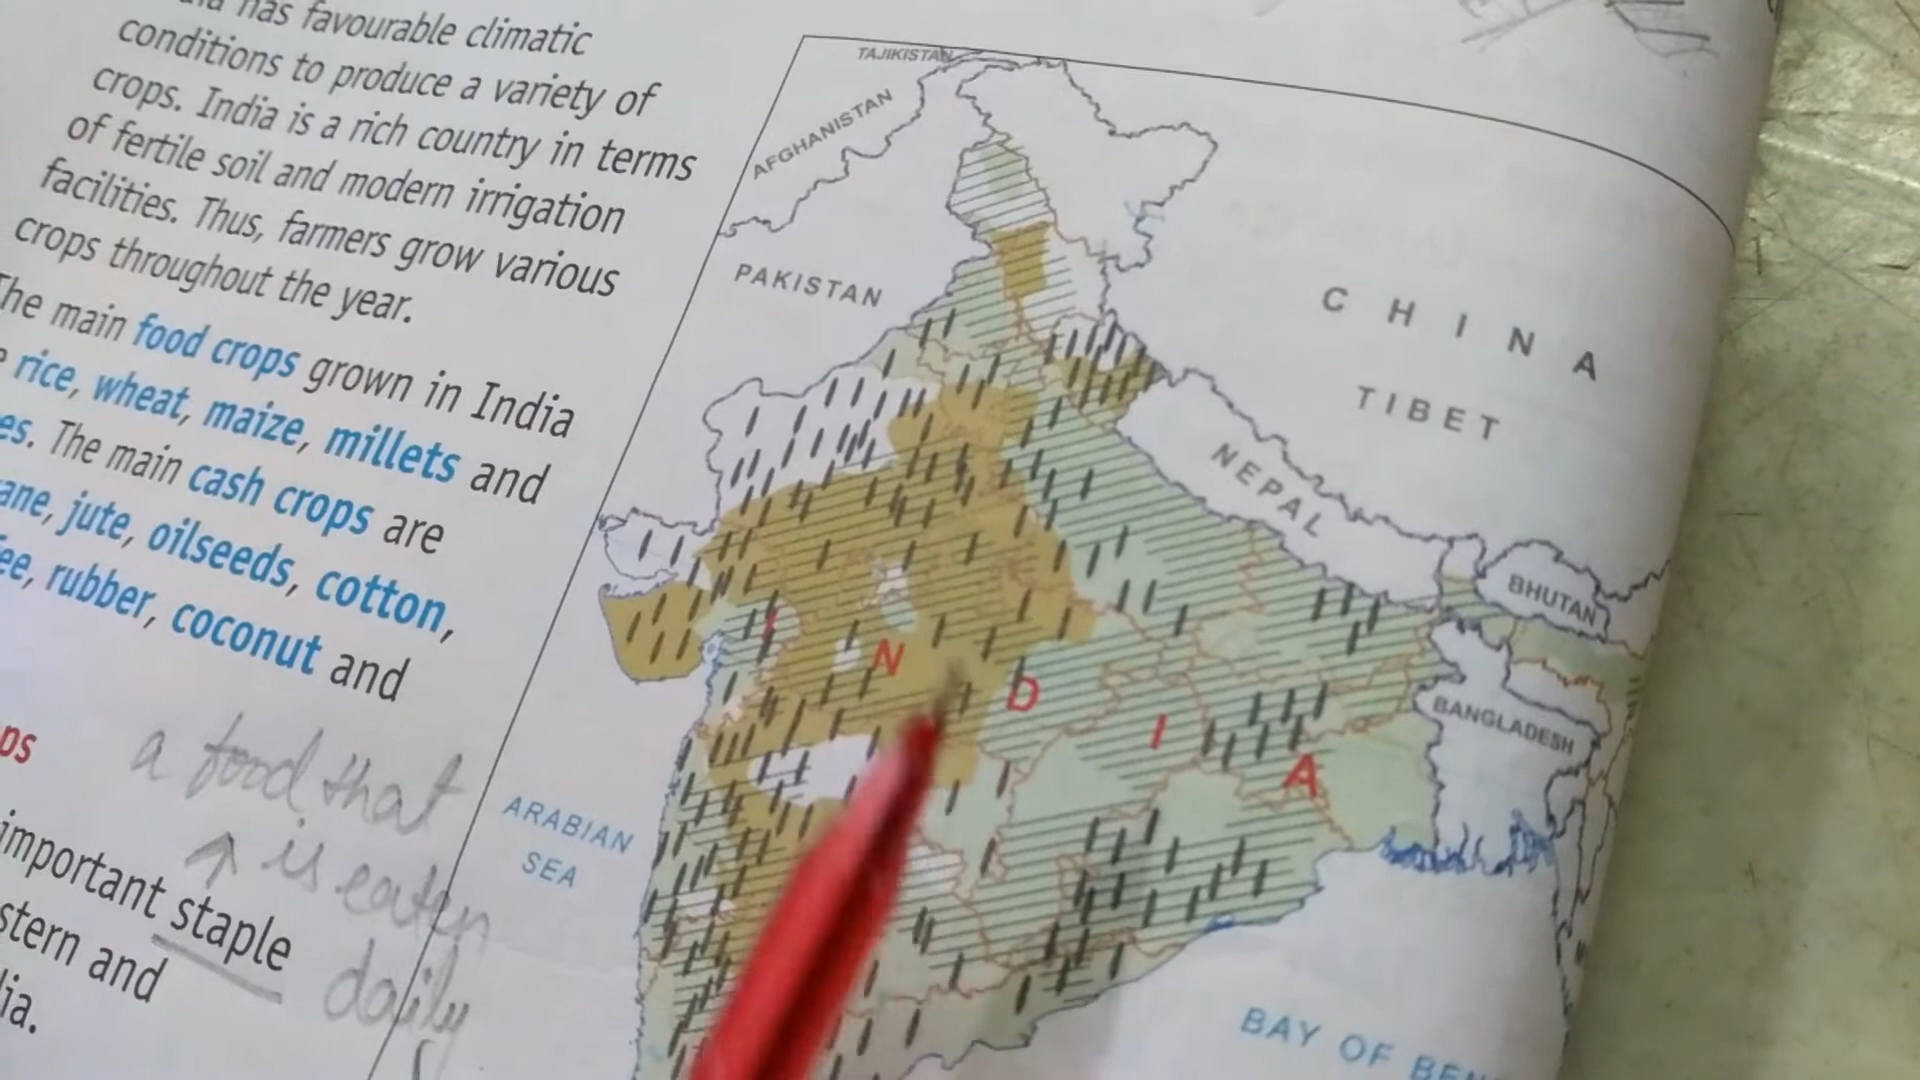 has favourable climatic
conditions to produce a variety of
crops. India is a rich country in terms
of fertile soil and modern irrigation
facilities. Thus, farmers grow various
crops throughout the year.
The main food crops grown in India
rice, wheat, maize, millets and
es. The main cash crops are
ane, jute, oilseeds, cotton,
ee, rubber, coconut and
ps
important staple
stern and
ia.
a food that
is eaten
daily
TAJIKISTAN
AFGHANISTAN
PAKISTAN
CHINA
TIBET
NEPAL
BHUTAN
BANGLADESH
I N D I A
ARABIAN
SEA
BAY OF BEN